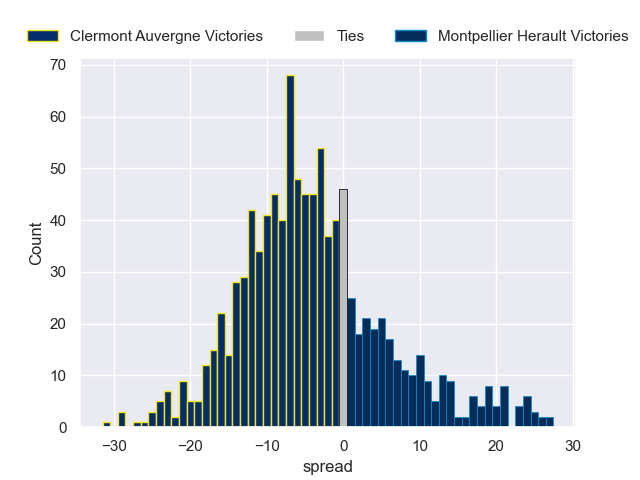 Clermont Auvergne Victories Ties Montpellier Herault Victories
70
60
50
40
30
20
10
0
Count
−30 −20 −10 0 10 20 30
spread